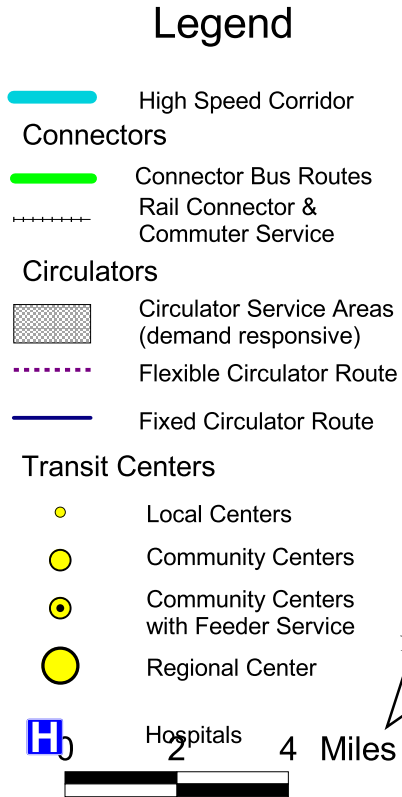 Legend
High Speed Corridor
Connectors
Connector Bus Routes
Rail Connector &
Commuter Service
Circulators
Circulator Service Areas
(demand responsive)
Flexible Circulator Route
Fixed Circulator Route
Transit Centers
Local Centers
Community Centers
Community Centers
with Feeder Service
Regional Center
H Hospitals
0 2 4 Miles